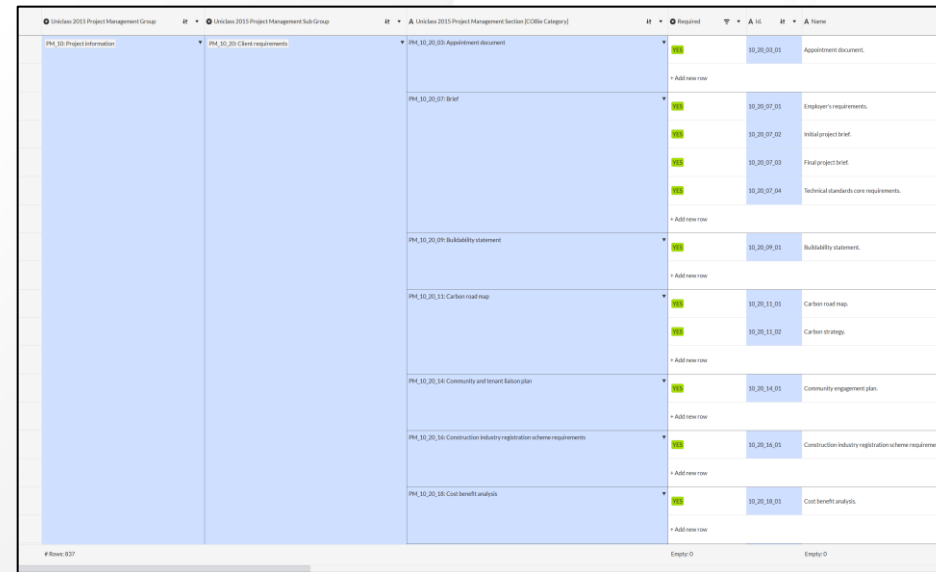 Uniclass 2015 Project Management Group Uniclass 2015 Project Management Sub Group A Uniclass 2015 Project Management Section [COBie Category] Required A Id. A Name
PM_10: Project information PM_10_20: Client requirements PM_10_20_03: Appointment document
YES 10_20_03_01 Appointment document.
+ Add new row
PM_10_20_07: Brief
YES 10_20_07_01 Employer's requirements.
YES 10_20_07_02 Initial project brief.
YES 10_20_07_03 Final project brief.
YES 10_20_07_04 Technical standards core requirements.
+ Add new row
PM_10_20_09: Buildability statement
YES 10_20_09_01 Buildability statement.
+ Add new row
PM_10_20_11: Carbon road map
YES 10_20_11_01 Carbon road map.
YES 10_20_11_02 Carbon strategy.
+ Add new row
PM_10_20_14: Community and tenant liaison plan
YES 10_20_14_01 Community engagement plan.
+ Add new row
PM_10_20_16: Construction industry registration scheme requirements
YES 10_20_16_01 Construction industry registration scheme requireme
+ Add new row
PM_10_20_18: Cost benefit analysis
YES 10_20_18_01 Cost benefit analysis.
+ Add new row
# Rows: 837 Empty: 0 Empty: 0